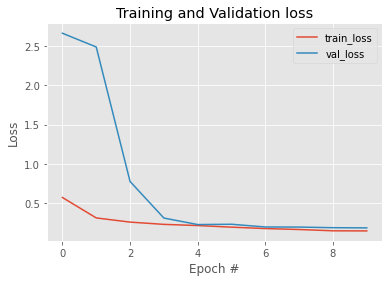 Training and Validation loss
train_loss
val_loss
2.5
2.0
1.5
1.0
0.5
Loss
0 2 4 6 8
Epoch #